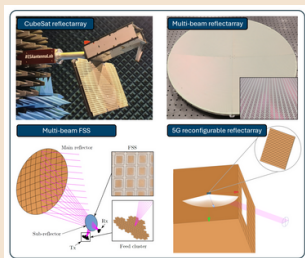 CubeSat reflectarray
Multi-beam reflectarray
Multi-beam FSS
5G reconfigurable reflectarray
Main reflector
FSS
Subreflector
Rx
Tx
Feed cluster